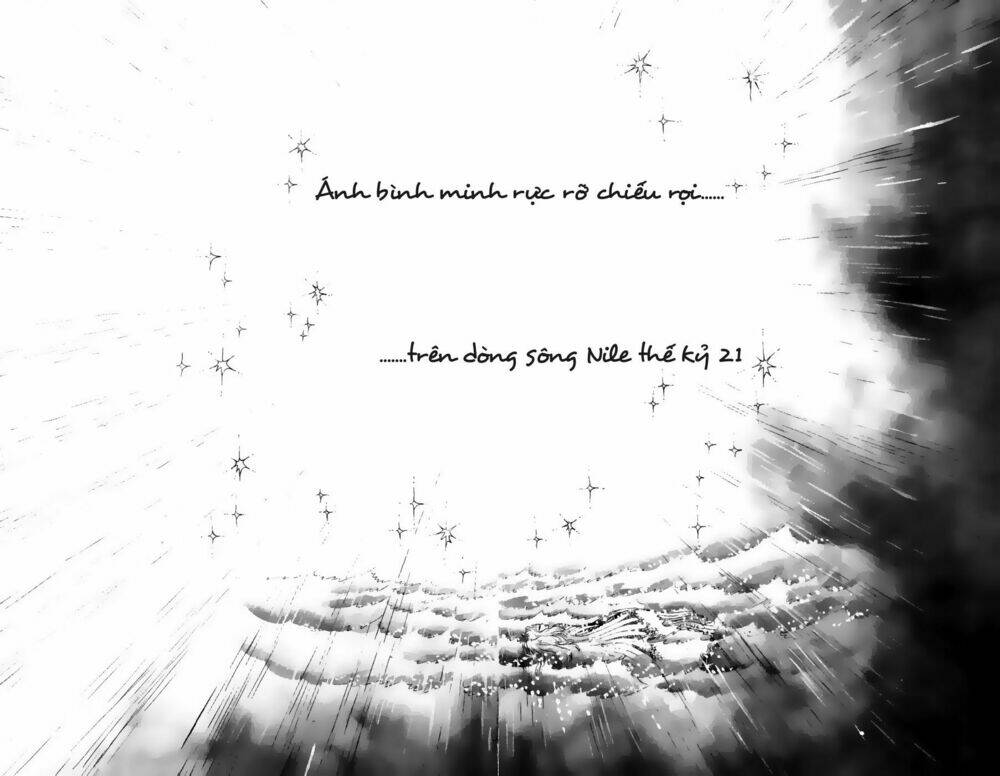 Ánh bình minh rực rỡ chiếu rọi......
.......trên dòng sông Nile thế kỷ 21